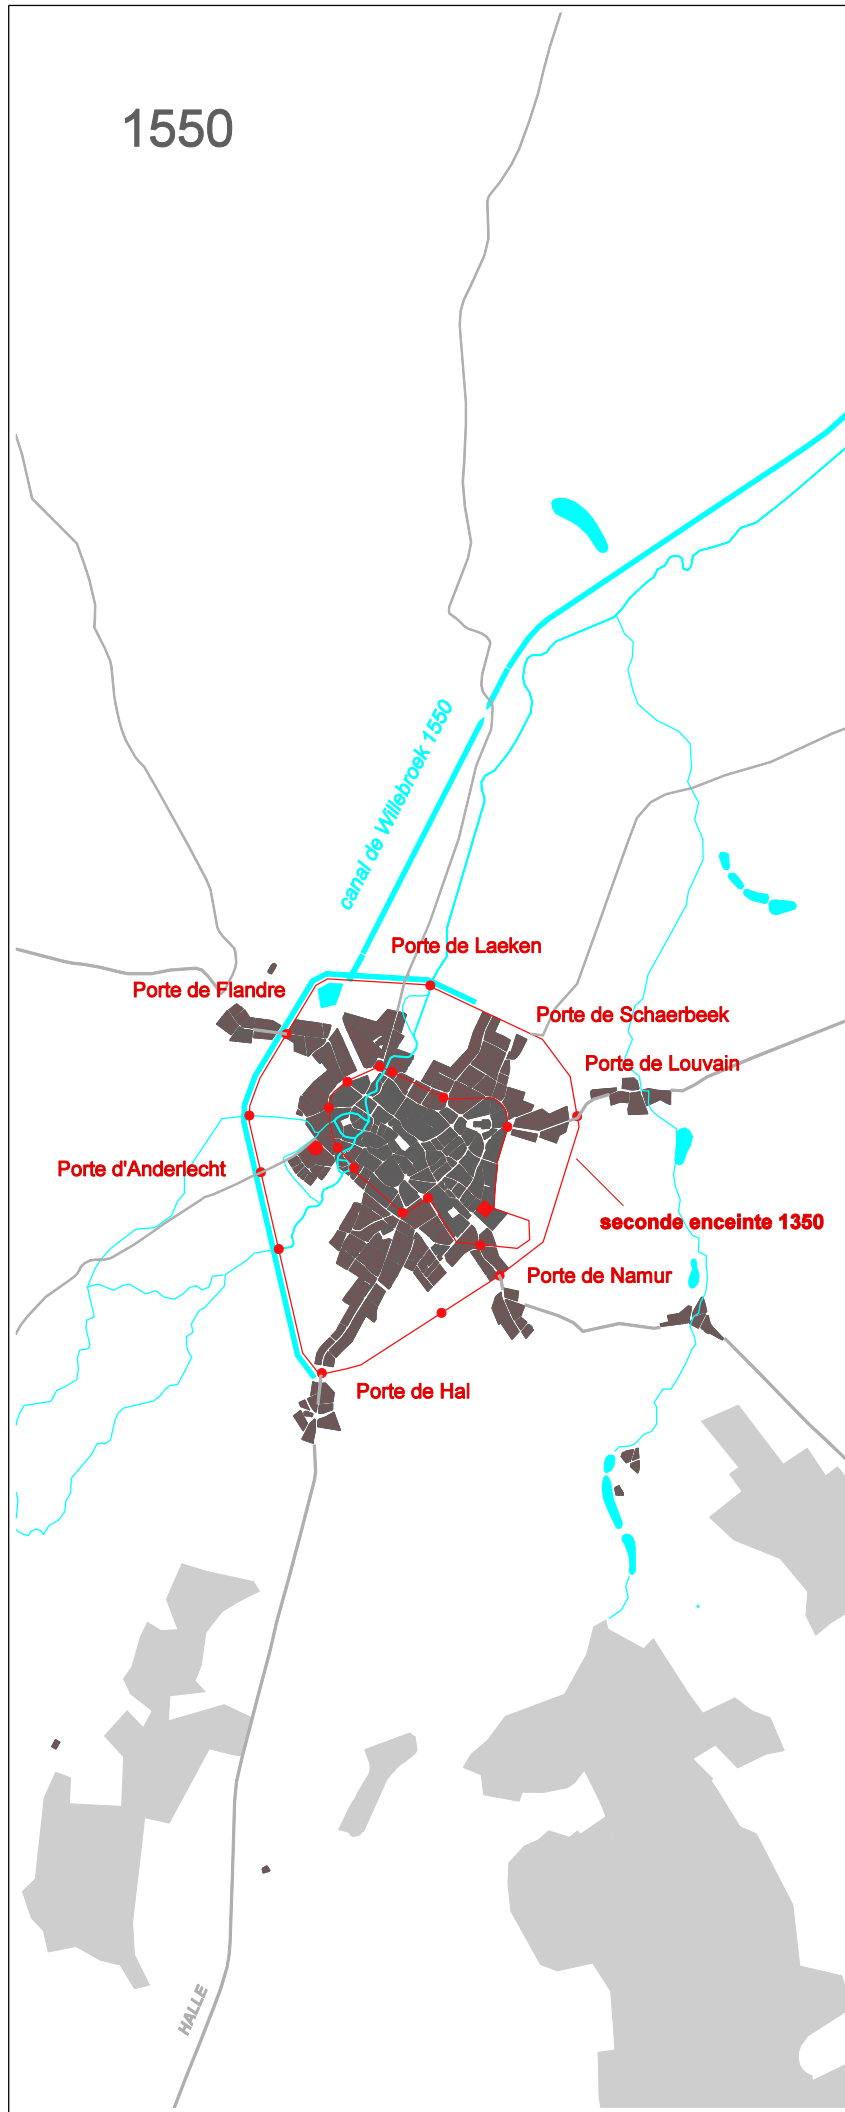 1550
canal de Willebroek 1550
Porte de Laeken
Porte de Flandre
Porte de Schaerbeek
Porte de Louvain
Porte d'Anderlecht
seconde enceinte 1350
Porte de Namur
Porte de Hal
HALLE